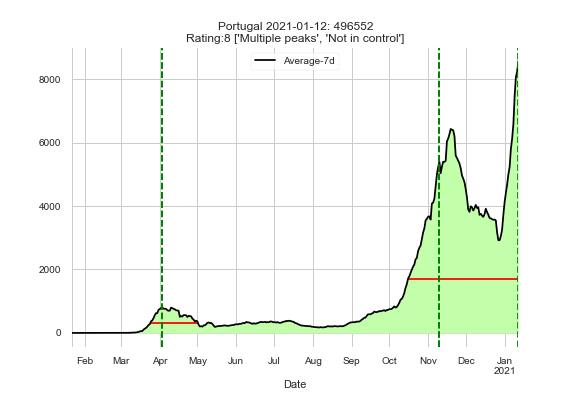 Portugal 2021-01-12: 496552
Rating:8 ['Multiple peaks', 'Not in control']
Average-7d
8000
6000
4000
2000
0
Feb Mar Apr May Jun Jul Aug Sep Oct Nov Dec Jan
2021
Date